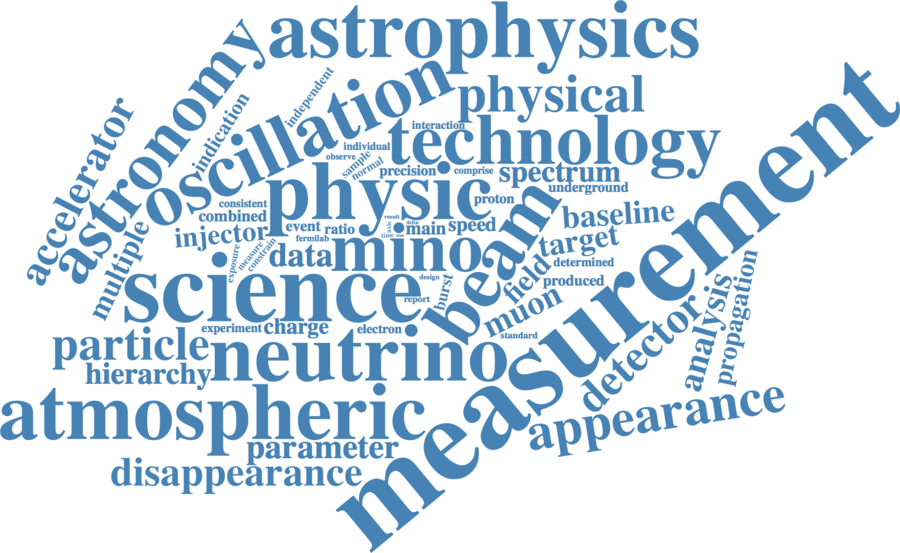 astrophysics
astronomy
oscillation
independent
indication
accelerator
physical
technology
interaction
individual
observe
sample
normal
precision
comprise
spectrum
underground
physic
proton
consistent
combined
injector
multiple
event
ratio
fermilab
result
axis
delta
time
main
speed
baseline
target
beam
measurement
exposure
measure
constrain
data
mino
determined
field
produced
science
design
burst
report
muon
experiment
charge
electron
standard
particle
neutrino
hierarchy
detector
analysis
propagation
atmospheric
appearance
parameter
disappearance